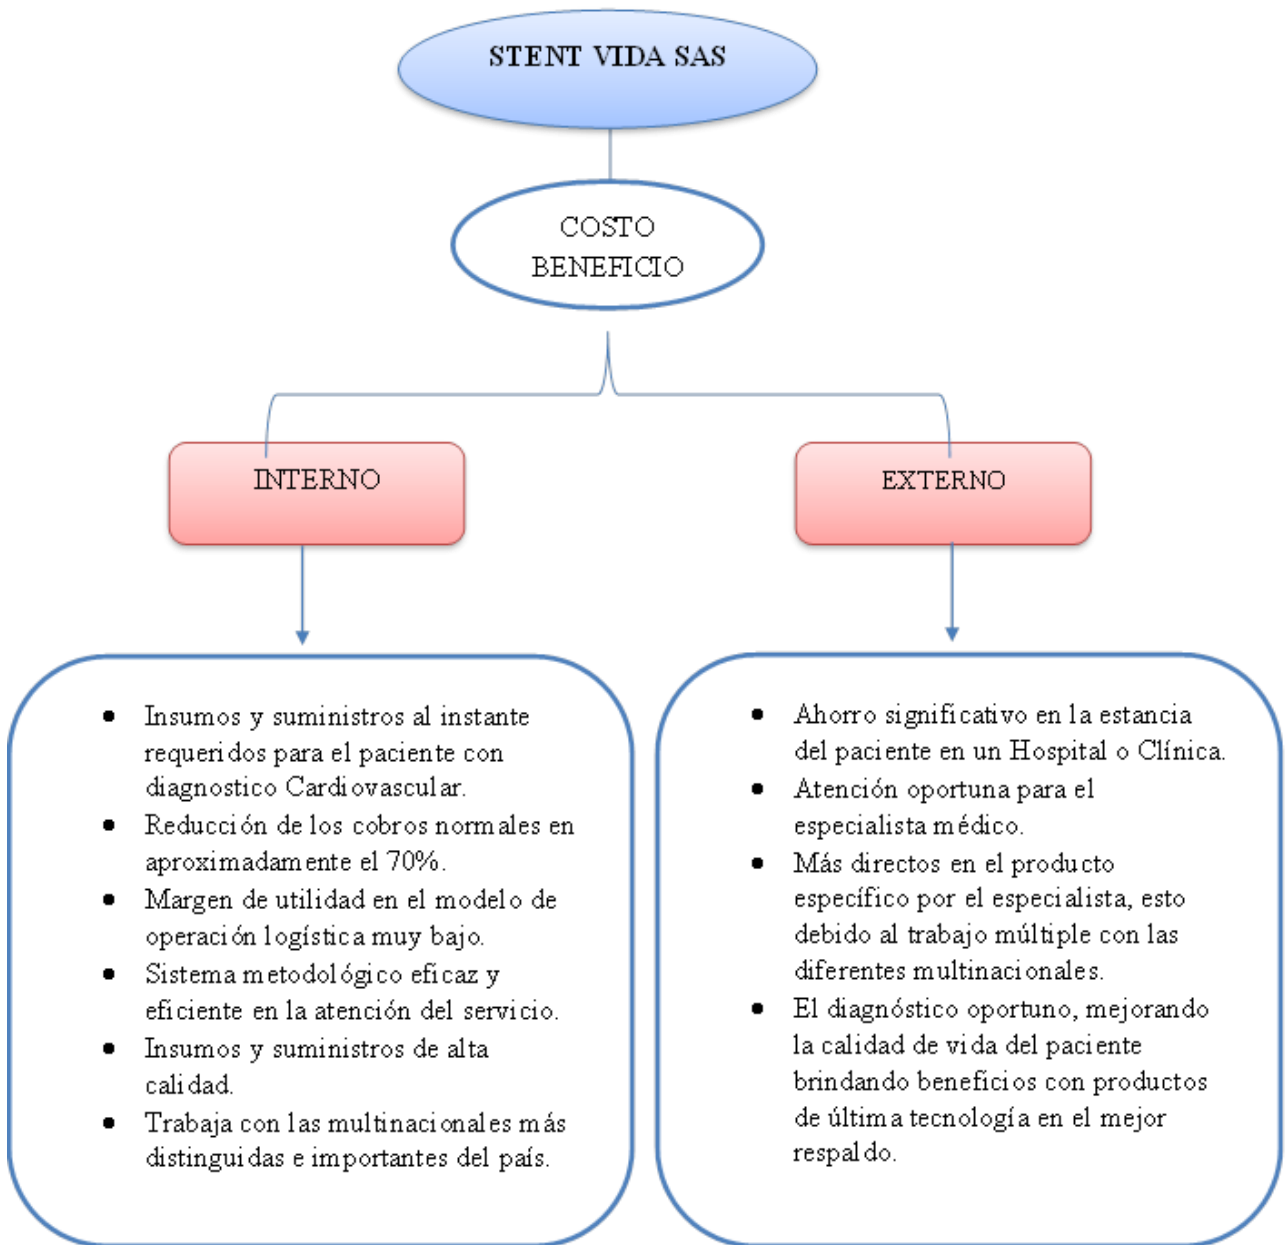 STENT VIDA SAS
COSTO
BENEFICIO
INTERNO
EXTERNO
• Insumos y suministros al instante
requeridos para el paciente con
diagnostico Cardiovascular.
• Reducción de los cobros normales en
aproximadamente el 70%.
• Margen de utilidad en el modelo de
operación logística muy bajo.
• Sistema metodológico eficaz y
eficiente en la atención del servicio.
• Insumos y suministros de alta
calidad.
• Trabaja con las multinacionales más
distinguidas e importantes del país.
• Ahorro significativo en la estancia
del paciente en un Hospital o Clínica.
• Atención oportuna para el
especialista médico.
• Más directos en el producto
específico por el especialista, esto
debido al trabajo múltiple con las
diferentes multinacionales.
• El diagnóstico oportuno, mejorando
la calidad de vida del paciente
brindando beneficios con productos
de última tecnología en el mejor
respaldo.